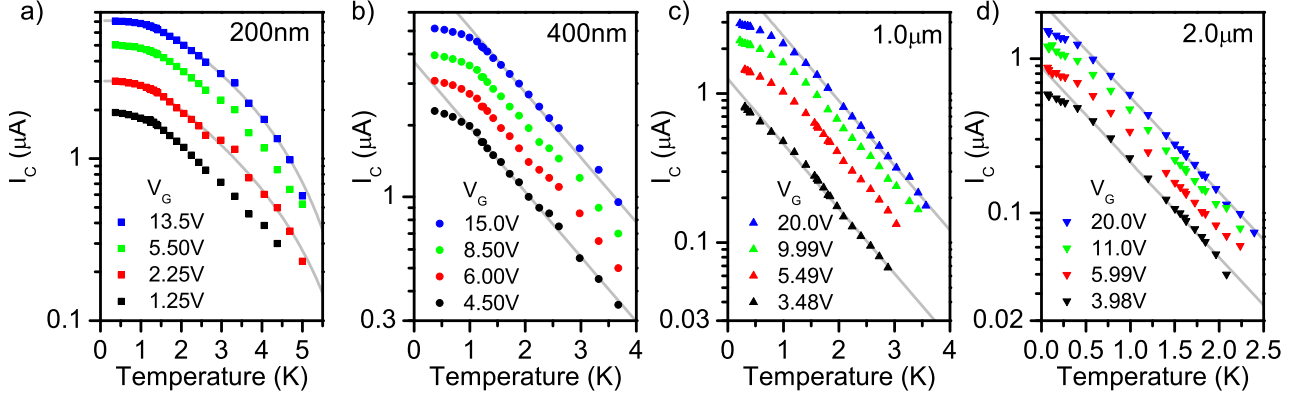 a)
200nm
I_C (μA)
1
0.1
V_G
13.5V
5.50V
2.25V
1.25V
0 1 2 3 4 5
Temperature (K)
b)
400nm
I_C (μA)
1
0.3
V_G
15.0V
8.50V
6.00V
4.50V
0 1 2 3 4
Temperature (K)
c)
1.0μm
I_C (μA)
1
0.1
0.03
V_G
20.0V
9.99V
5.49V
3.48V
0 1 2 3 4
Temperature (K)
d)
2.0μm
I_C (μA)
1
0.1
0.02
V_G
20.0V
11.0V
5.99V
3.98V
0.0 0.5 1.0 1.5 2.0 2.5
Temperature (K)